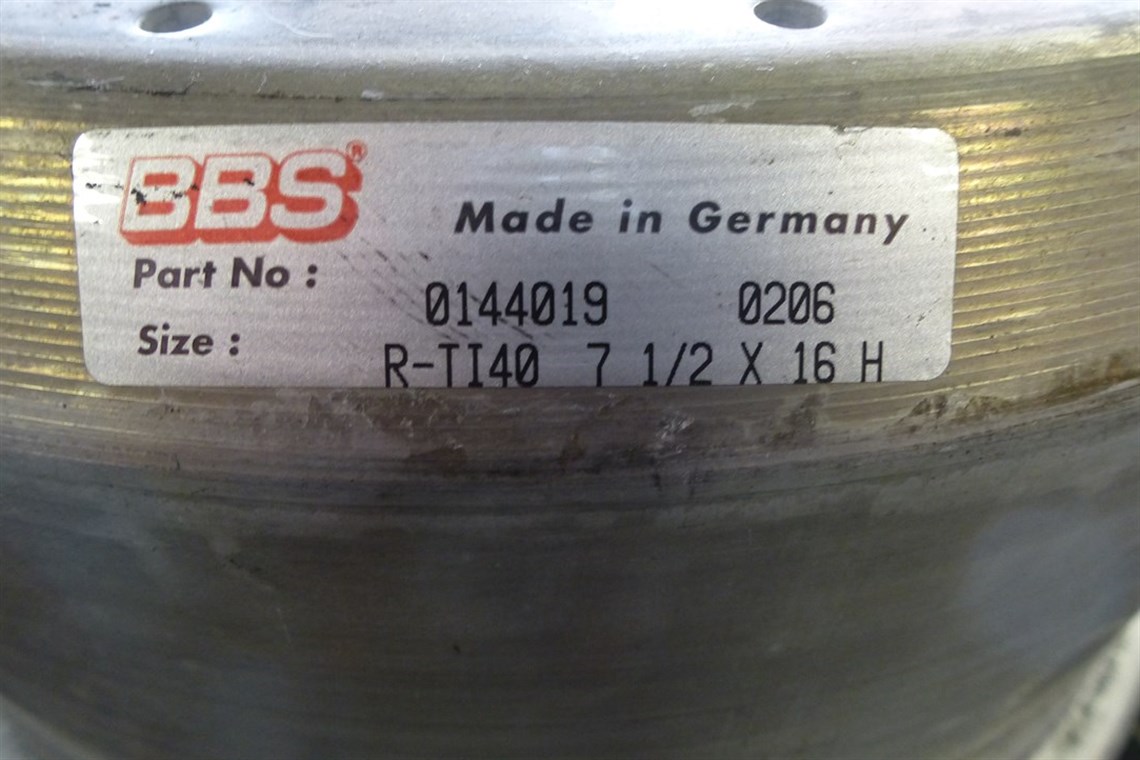 BBS® Made in Germany
Part No : 0144019 0206
Size : R-TI40 7 1/2 X 16 H